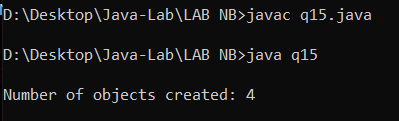 D:\Desktop\Java-Lab\LAB NB>javac q15.java
D:\Desktop\Java-Lab\LAB NB>java q15
Number of objects created: 4